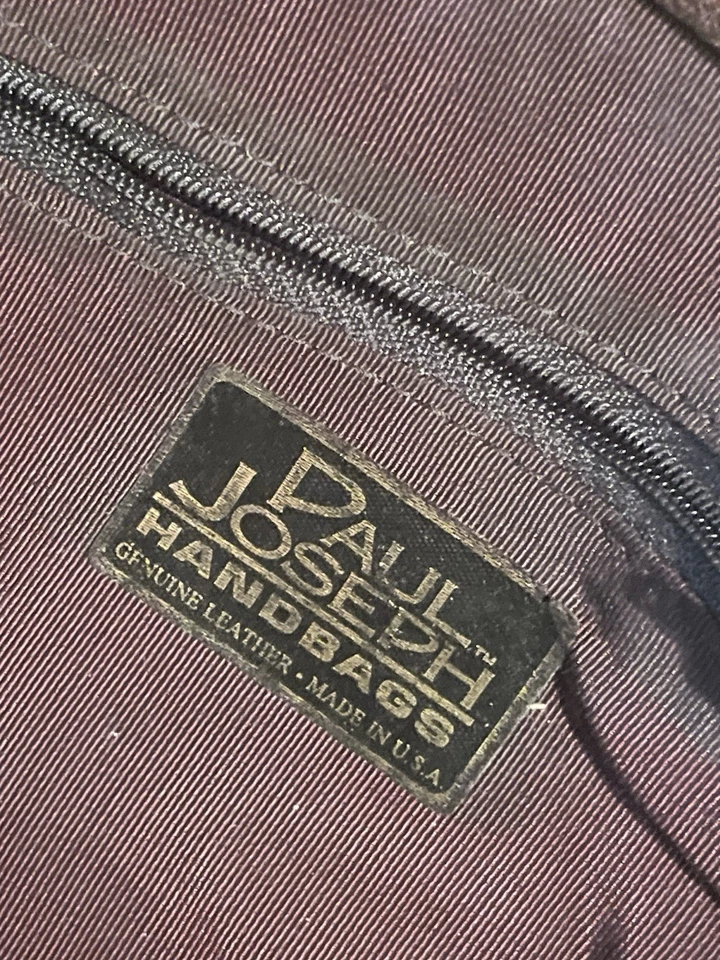 PAUL
JOSEPH™
HANDBAGS
GENUINE LEATHER • MADE IN U.S.A.